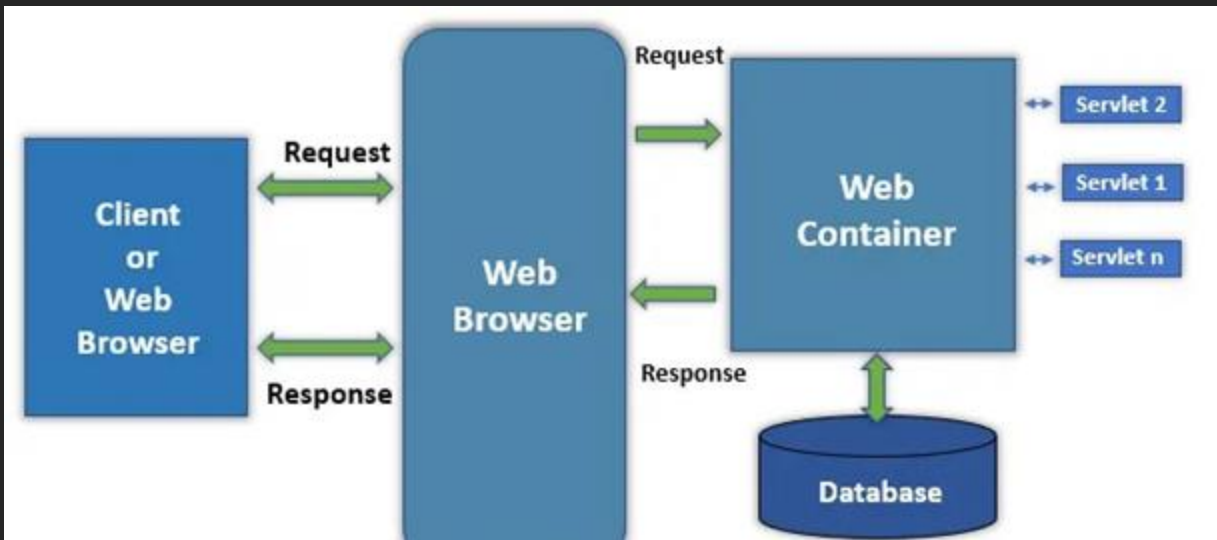 Client
or
Web
Browser
Request
Response
Web
Browser
Request
Response
Web
Container
Servlet 2
Servlet 1
Servlet n
Database